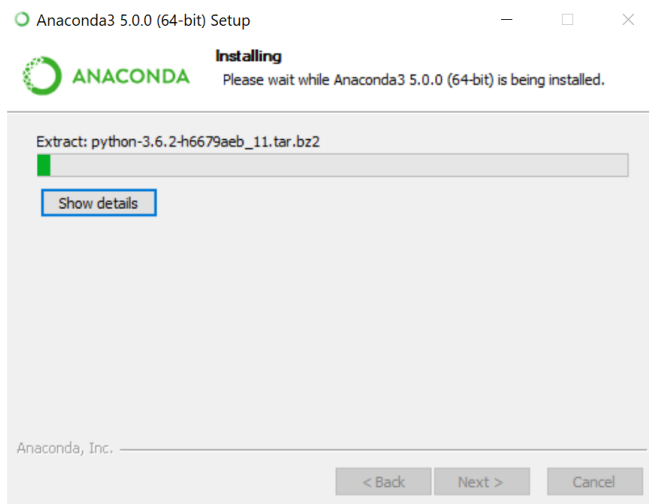 Anaconda3 5.0.0 (64-bit) Setup
ANACONDA
Installing
Please wait while Anaconda3 5.0.0 (64-bit) is being installed.
Extract: python-3.6.2-h6679aeb_11.tar.bz2
Show details
Anaconda, Inc.
< Back Next > Cancel